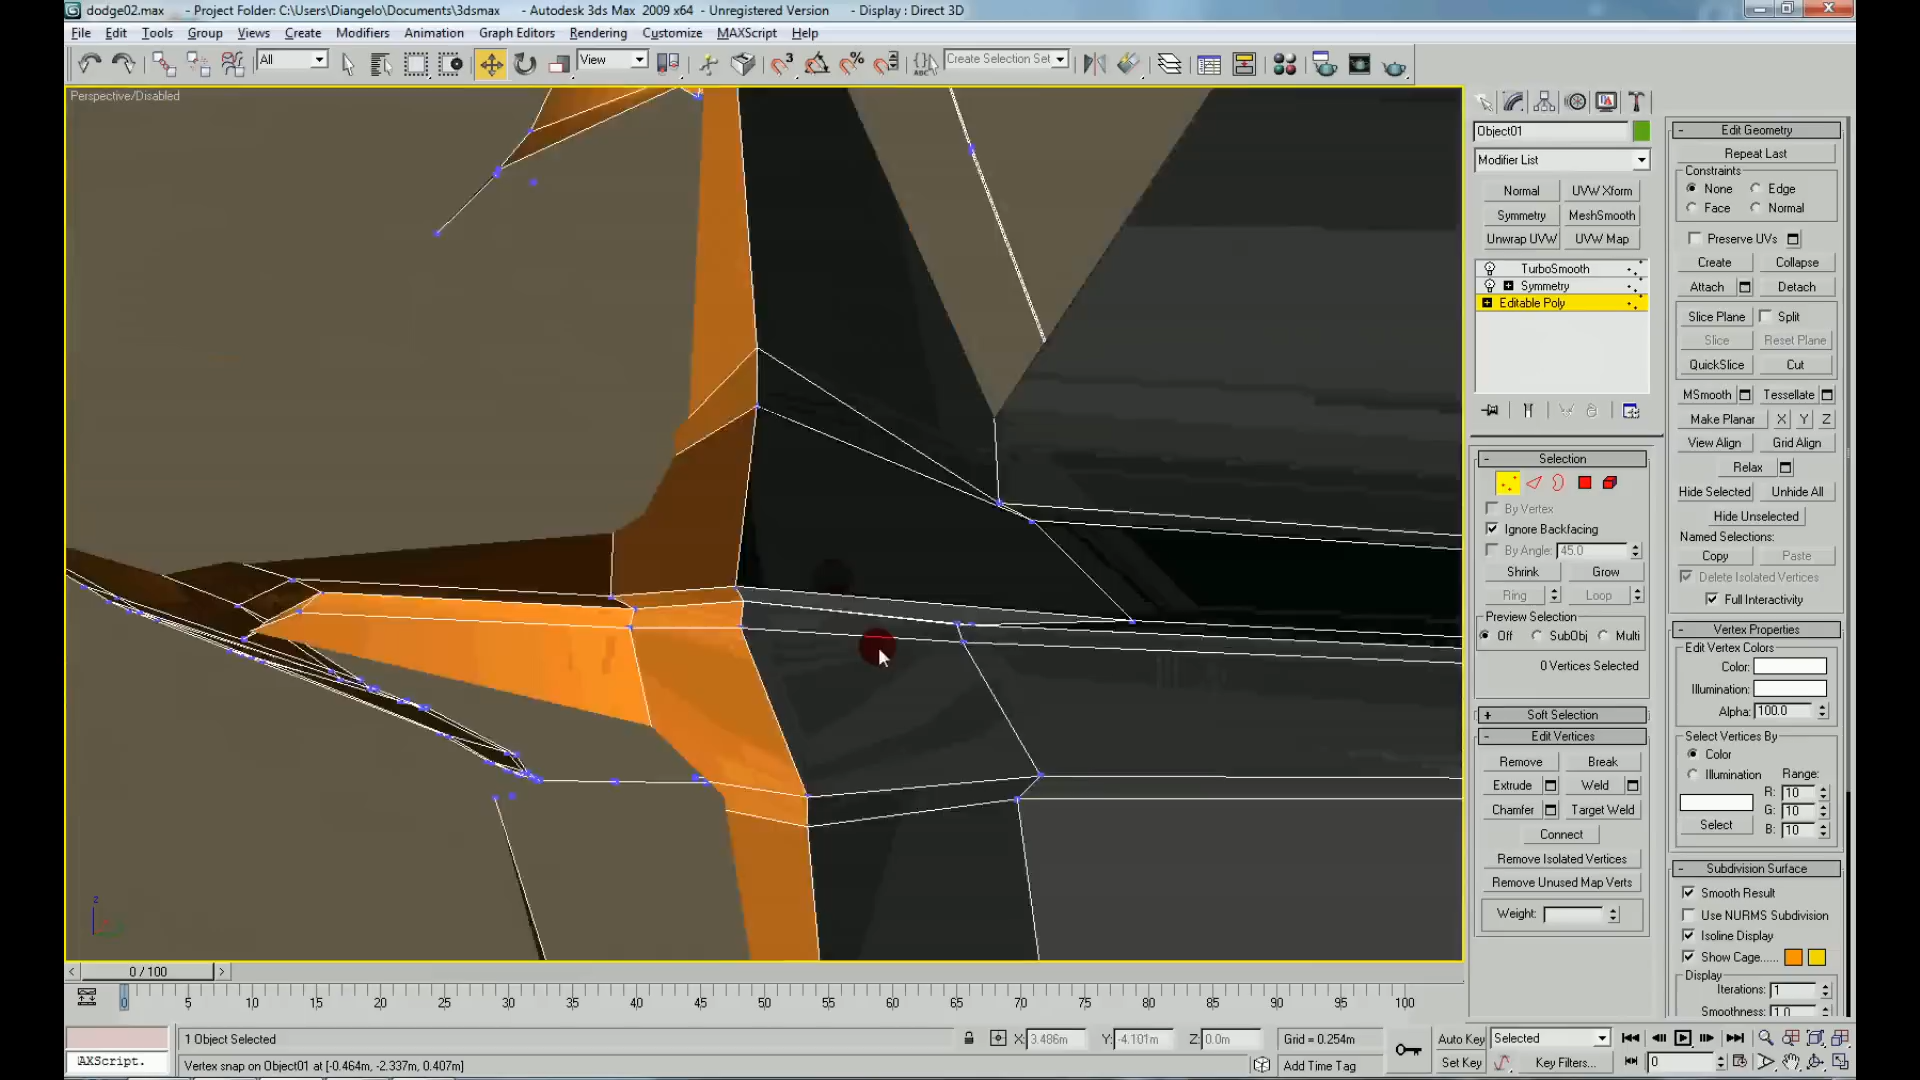 dodge02.max - Project Folder: C:\Users\Diangelo\Documents\3dsmax - Autodesk 3ds Max 2009 x64 - Unregistered Version - Display : Direct 3D
File Edit Tools Group Views Create Modifiers Animation Graph Editors Rendering Customize MAXScript Help
All View Create Selection Set
Perspective/Disabled
Object01
Modifier List
Normal UVW Xform
Symmetry MeshSmooth
Unwrap UVW UVW Map
TurboSmooth
Symmetry
Editable Poly
- Selection
By Vertex
Ignore Backfacing
By Angle: 45.0
Shrink Grow
Ring Loop
Preview Selection
Off SubObj Multi
0 Vertices Selected
+ Soft Selection
- Edit Vertices
Remove Break
Extrude Weld
Chamfer Target Weld
Connect
Remove Isolated Vertices
Remove Unused Map Verts
Weight:
- Edit Geometry
Repeat Last
Constraints
None Edge
Face Normal
Preserve UVs
Create Collapse
Attach Detach
Slice Plane Split
Slice Reset Plane
QuickSlice Cut
MSmooth Tessellate
Make Planar X Y Z
View Align Grid Align
Relax
Hide Selected Unhide All
Hide Unselected
Named Selections:
Copy Paste
Delete Isolated Vertices
Full Interactivity
- Vertex Properties
Edit Vertex Colors
Color:
Illumination:
Alpha: 100.0
Select Vertices By
Color
Illumination Range:
R: 10
G: 10
Select B: 10
- Subdivision Surface
Smooth Result
Use NURMS Subdivision
Isoline Display
Show Cage......
Display
Iterations: 1
Smoothness: 1.0
z
< 0 / 100 >
0 5 10 15 20 25 30 35 40 45 50 55 60 65 70 75 80 85 90 95 100
1 Object Selected X: 3.486m Y: -4.101m Z: 0.0m Grid = 0.254m Auto Key Selected
AXScript. Vertex snap on Object01 at [-0.464m, -2.337m, 0.407m] Add Time Tag Set Key Key Filters... 0